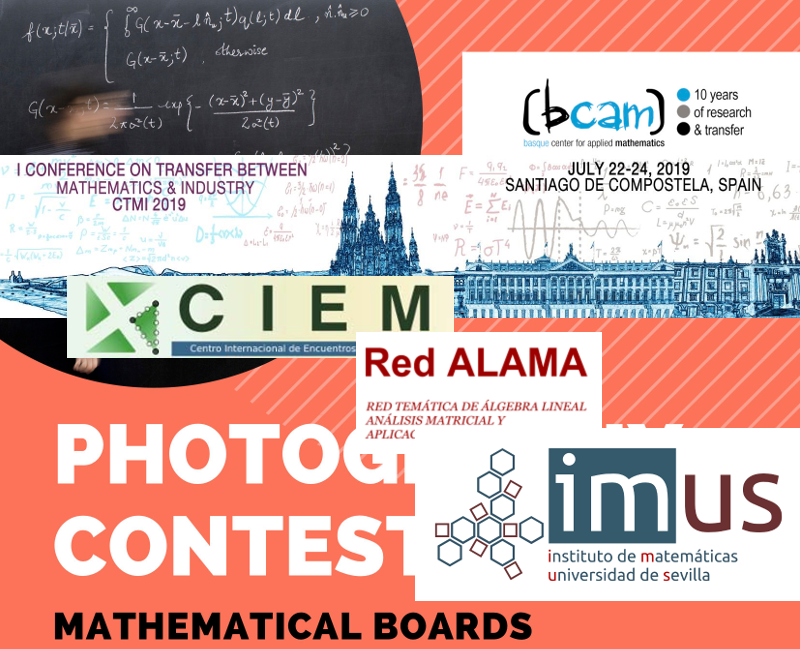 f(x;t/x̄) = { ∫₀^∞ G(x-x̄-l n̂ᵤ;t)q(l;t) dl , n̂·n̂ᵤ ≥ 0
G(x-x̄;t) , otherwise
G(x- ,t) = 1/(2πσ²(t)) exp{ - ((x-x̄)²+(y-ȳ)²)/(2σ²(t)) }
(bcam)
basque center for applied mathematics
10 years
of research
& transfer
I CONFERENCE ON TRANSFER BETWEEN
MATHEMATICS & INDUSTRY
CTMI 2019
JULY 22-24, 2019
SANTIAGO DE COMPOSTELA, SPAIN
CIEM
Centro Internacional de Encuentros
Red ALAMA
RED TEMÁTICA DE ÁLGEBRA LINEAL
ANÁLISIS MATRICIAL Y
imus
instituto de matemáticas
universidad de sevilla
CONTEST
MATHEMATICAL BOARDS